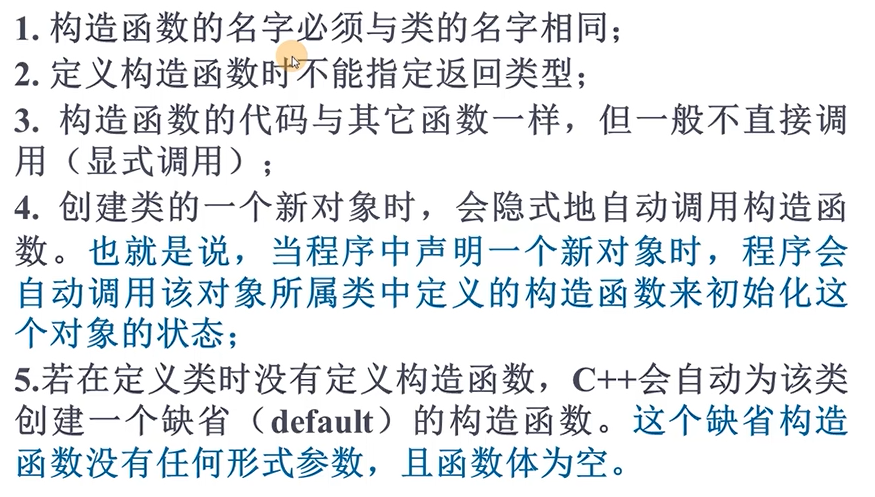 1. 构造函数的名字必须与类的名字相同；
2. 定义构造函数时不能指定返回类型；
3. 构造函数的代码与其它函数一样，但一般不直接调
用（显式调用）；
4. 创建类的一个新对象时，会隐式地自动调用构造函
数。也就是说，当程序中声明一个新对象时，程序会
自动调用该对象所属类中定义的构造函数来初始化这
个对象的状态；
5.若在定义类时没有定义构造函数，C++会自动为该类
创建一个缺省（default）的构造函数。这个缺省构造
函数没有任何形式参数，且函数体为空。